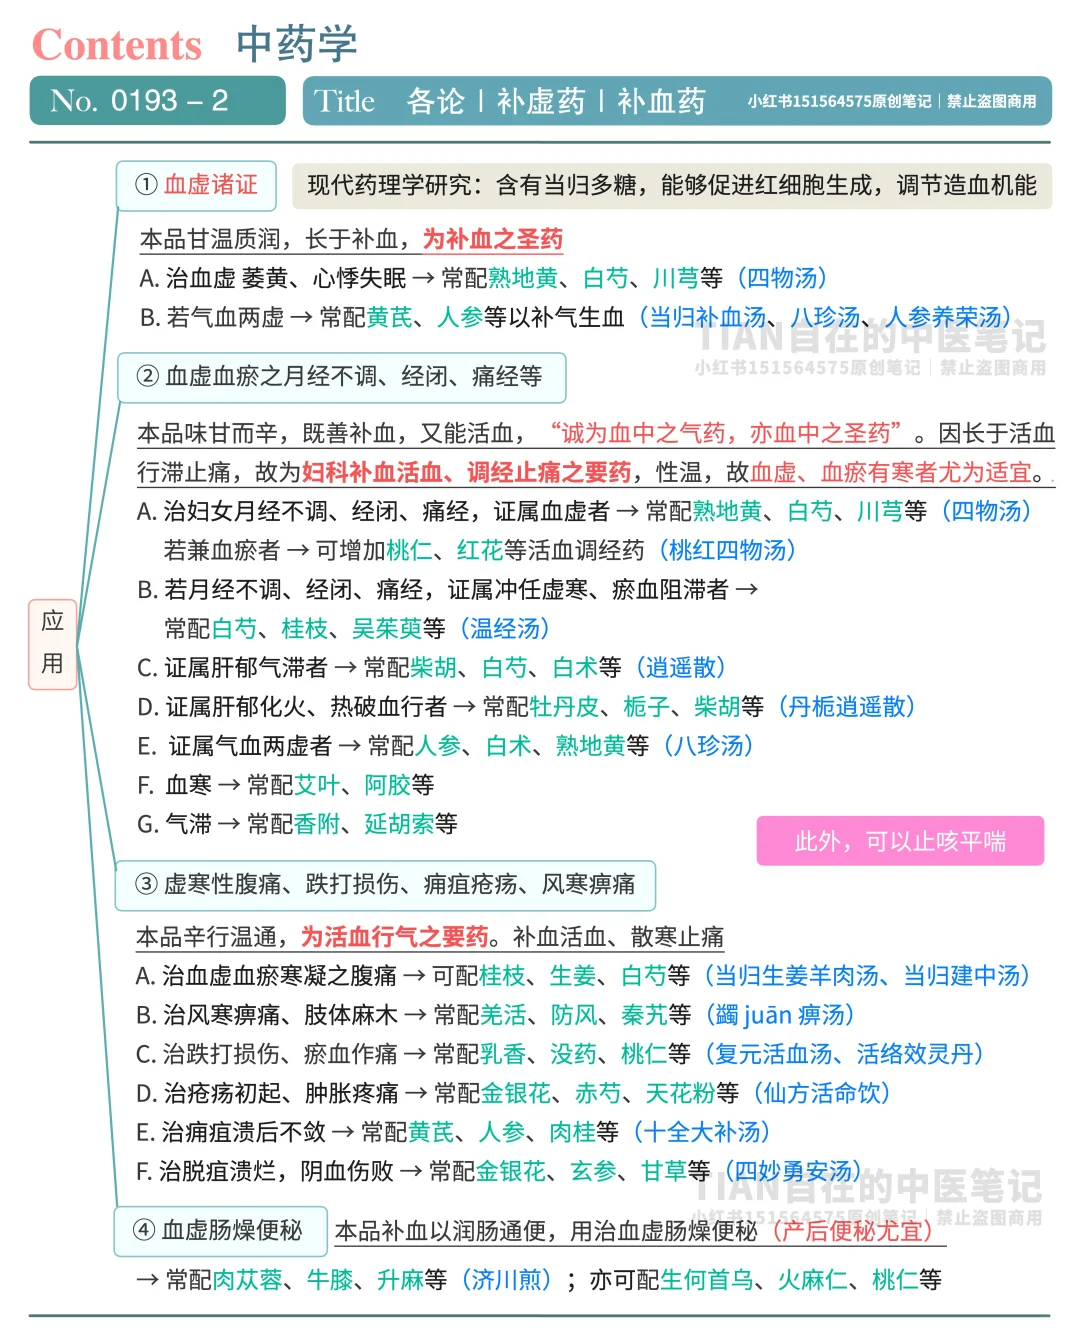 Contents 中药学
No. 0193 – 2
Title 各论丨补虚药丨补血药 小红书151564575原创笔记｜禁止盗图商用
① 血虚诸证
现代药理学研究：含有当归多糖，能够促进红细胞生成，调节造血机能
本品甘温质润，长于补血，为补血之圣药
A. 治血虚 萎黄、心悸失眠 → 常配熟地黄、白芍、川芎等（四物汤）
B. 若气血两虚 → 常配黄芪、人参等以补气生血（当归补血汤、八珍汤、人参养荣汤）
TIAN自在的中医笔记
小红书151564575原创笔记｜禁止盗图商用
② 血虚血瘀之月经不调、经闭、痛经等
本品味甘而辛，既善补血，又能活血，“诚为血中之气药，亦血中之圣药”。因长于活血
行滞止痛，故为妇科补血活血、调经止痛之要药，性温，故血虚、血瘀有寒者尤为适宜。
A. 治妇女月经不调、经闭、痛经，证属血虚者 → 常配熟地黄、白芍、川芎等（四物汤）
若兼血瘀者 → 可增加桃仁、红花等活血调经药（桃红四物汤）
B. 若月经不调、经闭、痛经，证属冲任虚寒、瘀血阻滞者 →
常配白芍、桂枝、吴茱萸等（温经汤）
应用
C. 证属肝郁气滞者 → 常配柴胡、白芍、白术等（逍遥散）
D. 证属肝郁化火、热破血行者 → 常配牡丹皮、栀子、柴胡等（丹栀逍遥散）
E. 证属气血两虚者 → 常配人参、白术、熟地黄等（八珍汤）
F. 血寒 → 常配艾叶、阿胶等
G. 气滞 → 常配香附、延胡索等
此外，可以止咳平喘
③ 虚寒性腹痛、跌打损伤、痈疽疮疡、风寒痹痛
本品辛行温通，为活血行气之要药。补血活血、散寒止痛
A. 治血虚血瘀寒凝之腹痛 → 可配桂枝、生姜、白芍等（当归生姜羊肉汤、当归建中汤）
B. 治风寒痹痛、肢体麻木 → 常配羌活、防风、秦艽等（蠲 juān 痹汤）
C. 治跌打损伤、瘀血作痛 → 常配乳香、没药、桃仁等（复元活血汤、活络效灵丹）
D. 治疮疡初起、肿胀疼痛 → 常配金银花、赤芍、天花粉等（仙方活命饮）
E. 治痈疽溃后不敛 → 常配黄芪、人参、肉桂等（十全大补汤）
F. 治脱疽溃烂，阴血伤败 → 常配金银花、玄参、甘草等（四妙勇安汤）
TIAN自在的中医笔记
小红书151564575原创笔记｜禁止盗图商用
④ 血虚肠燥便秘 本品补血以润肠通便，用治血虚肠燥便秘（产后便秘尤宜）
→ 常配肉苁蓉、牛膝、升麻等（济川煎）；亦可配生何首乌、火麻仁、桃仁等